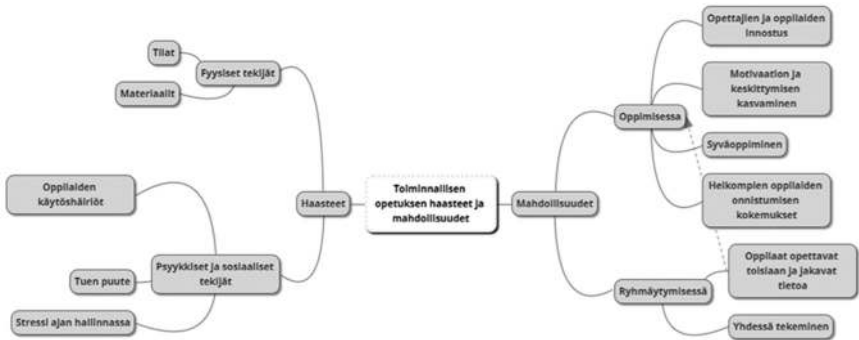 Tilat
Fyysiset tekijät
Materiaalit
Oppilaiden
käytöshäiriöt
Psyykkiset ja sosiaaliset
tekijät
Tuen puute
Stressi ajan hallinnassa
Haasteet
Toiminnallisen
opetuksen haasteet ja
mahdollisuudet
Mahdollisuudet
Oppimisessa
Opettajien ja oppilaiden
innostus
Motivaation ja
keskittymisen
kasvaminen
Syväoppiminen
Heikompien oppilaiden
onnistumisen
kokemukset
Ryhmäytymisessä
Oppilaat opettavat
toisiaan ja jakavat
tietoa
Yhdessä tekeminen